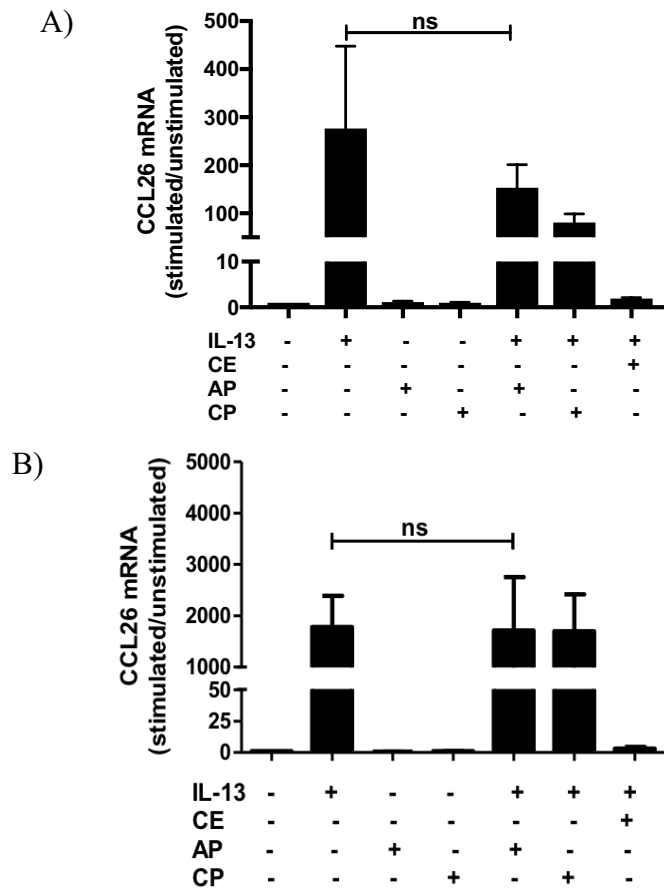 A)
CCL26 mRNA
(stimulated/unstimulated)
500
400
300
200
100
10
0
ns
IL-13 - + - - + + +
CE - - - - - - +
AP - - + - + - -
CP - - - + - + -
B)
CCL26 mRNA
(stimulated/unstimulated)
5000
4000
3000
2000
1000
50
25
0
ns
IL-13 - + - - + + +
CE - - - - - - +
AP - - + - + - -
CP - - - + - + -